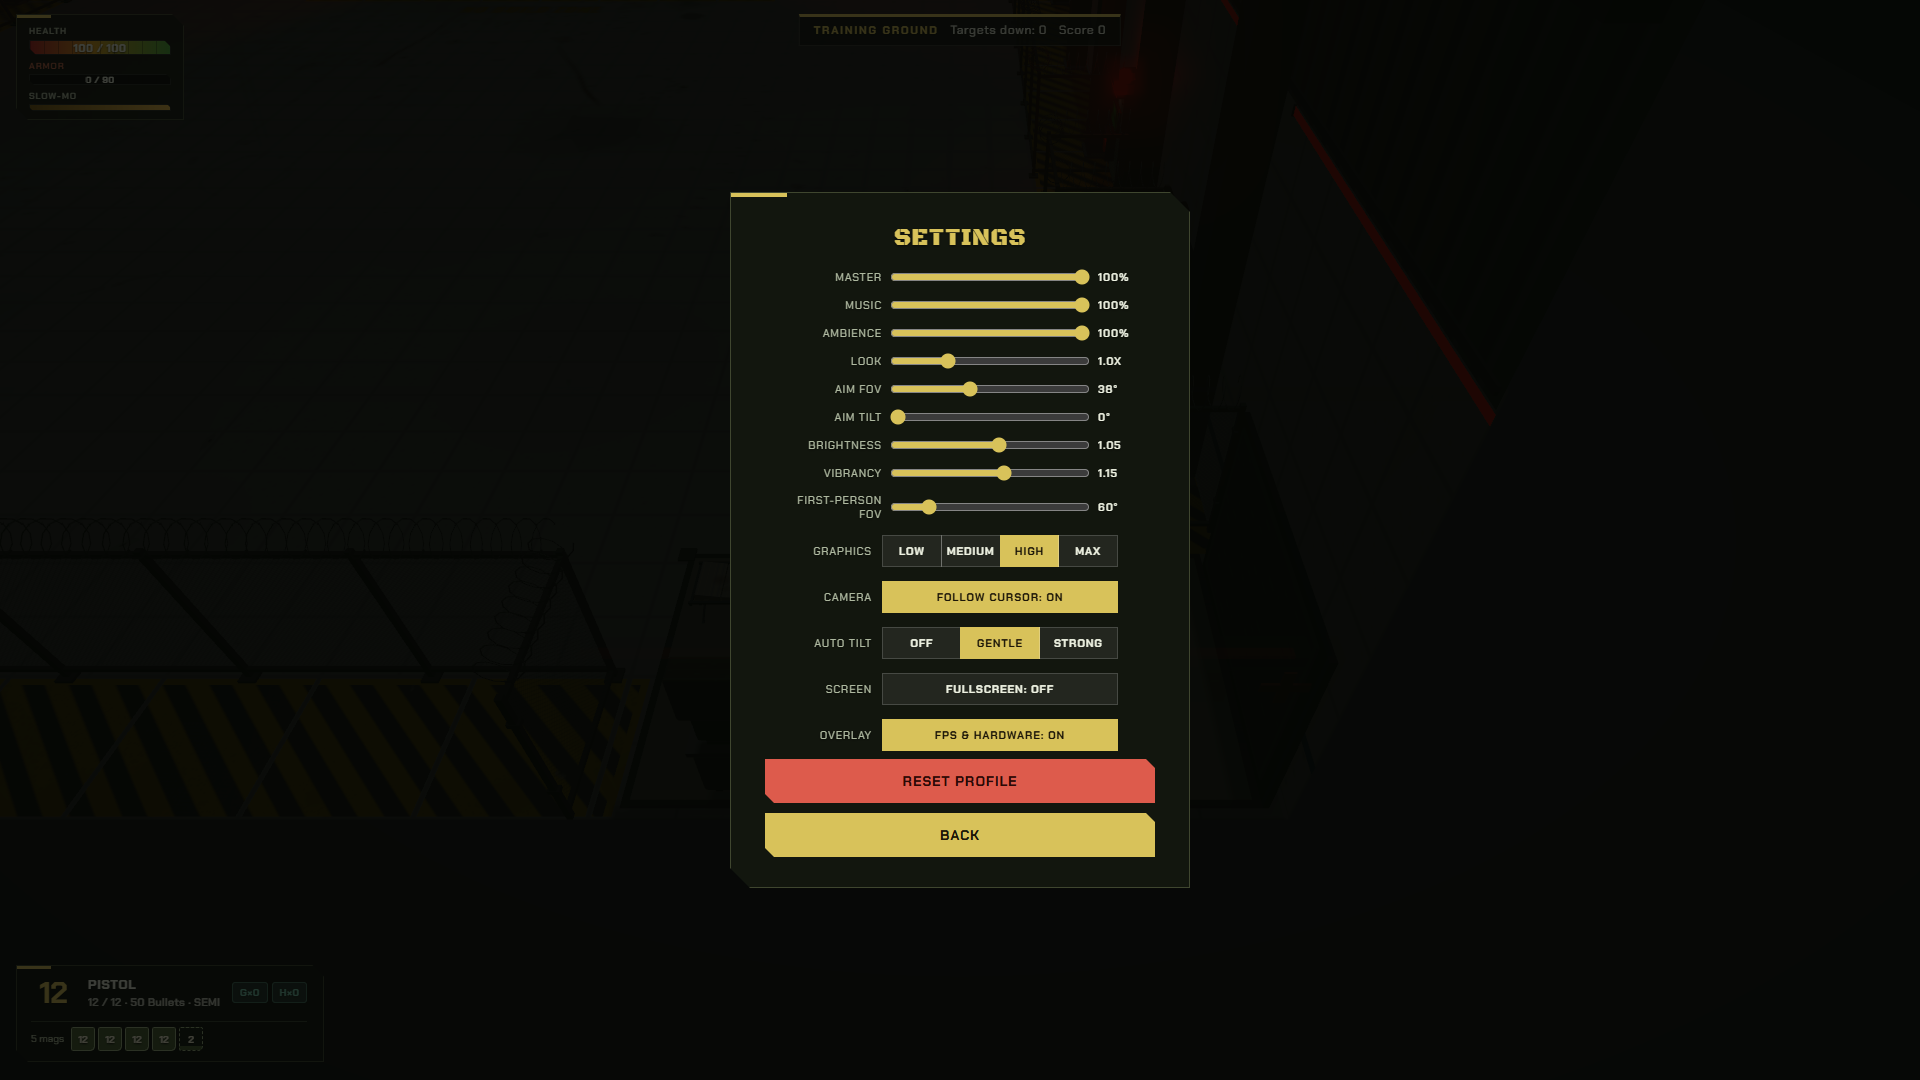 HEALTH
100 / 100
ARMOR
0 / 90
SLOW-MO
TRAINING GROUND Targets down: 0 Score 0
SETTINGS
MASTER 100%
MUSIC 100%
AMBIENCE 100%
LOOK 1.0X
AIM FOV 38°
AIM TILT 0°
BRIGHTNESS 1.05
VIBRANCY 1.15
FIRST-PERSON
FOV 60°
GRAPHICS LOW MEDIUM HIGH MAX
CAMERA FOLLOW CURSOR: ON
AUTO TILT OFF GENTLE STRONG
SCREEN FULLSCREEN: OFF
OVERLAY FPS & HARDWARE: ON
RESET PROFILE
BACK
12 PISTOL
12 / 12 · 50 Bullets · SEMI G×0 H×0
5 mags 12 12 12 12 2